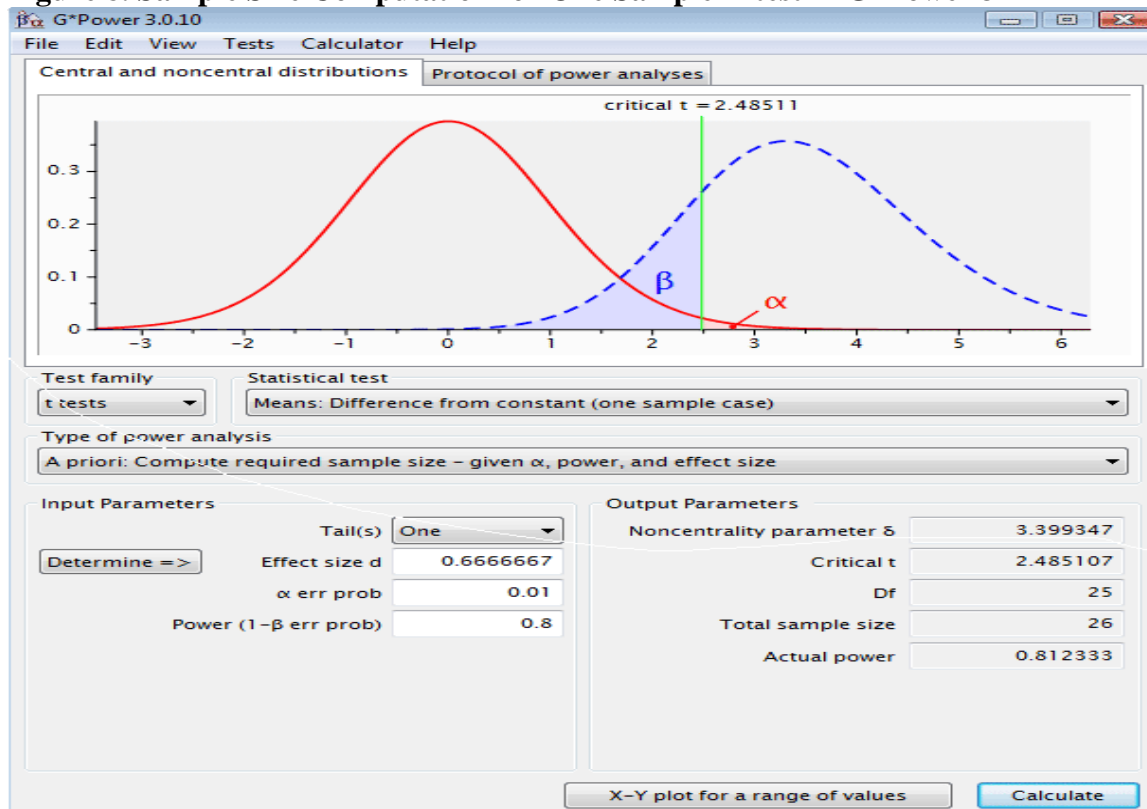 G*Power 3.0.10
File Edit View Tests Calculator Help
Central and noncentral distributions Protocol of power analyses
critical t = 2.48511
0.3
0.2
0.1
0
β
α
-3 -2 -1 0 1 2 3 4 5 6
Test family Statistical test
t tests Means: Difference from constant (one sample case)
Type of power analysis
A priori: Compute required sample size - given α, power, and effect size
Input Parameters Output Parameters
Tail(s) One Noncentrality parameter δ 3.399347
Determine => Effect size d 0.6666667 Critical t 2.485107
α err prob 0.01 Df 25
Power (1-β err prob) 0.8 Total sample size 26
Actual power 0.812333
X-Y plot for a range of values Calculate